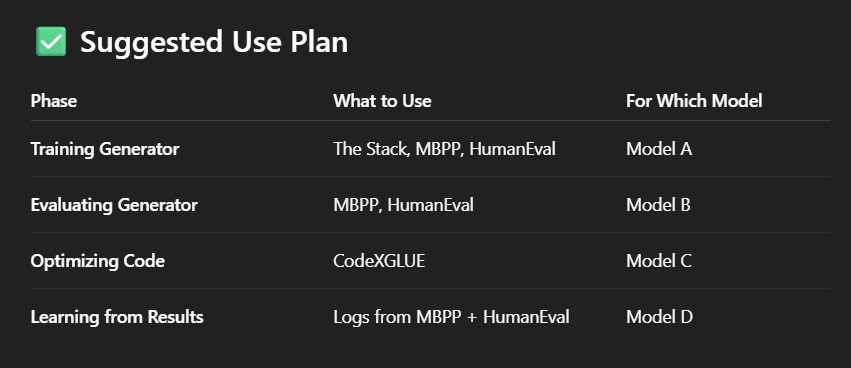 ✅ Suggested Use Plan
Phase What to Use For Which Model
Training Generator The Stack, MBPP, HumanEval Model A
Evaluating Generator MBPP, HumanEval Model B
Optimizing Code CodeXGLUE Model C
Learning from Results Logs from MBPP + HumanEval Model D